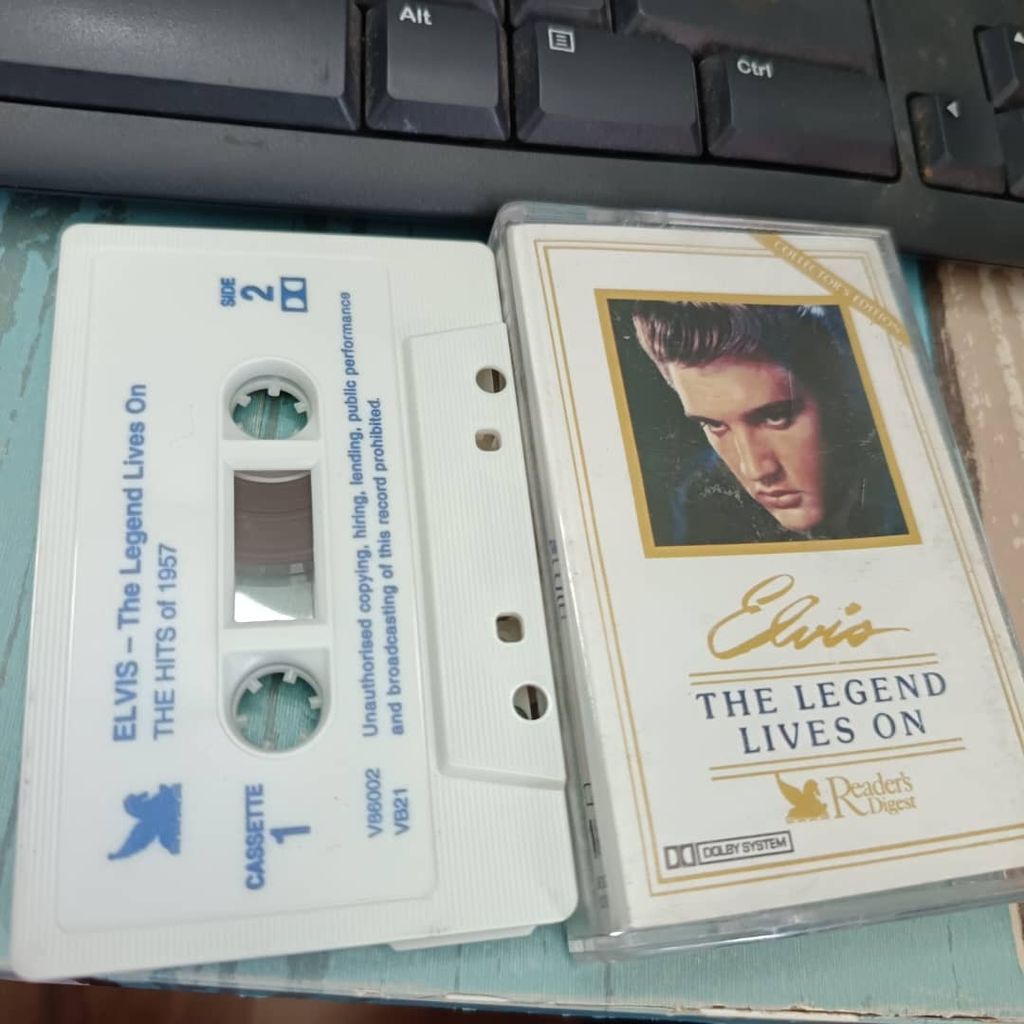 Alt
Ctrl
ELVIS – The Legend Lives On
THE HITS of 1957
SIDE
2
CASSETTE
1
Unauthorised copying, hiring, lending, public performance
and broadcasting of this record prohibited.
V86002
VB21
COLLECTOR'S EDITION
Elvis
THE LEGEND
LIVES ON
Reader's
Digest
DOLBY SYSTEM